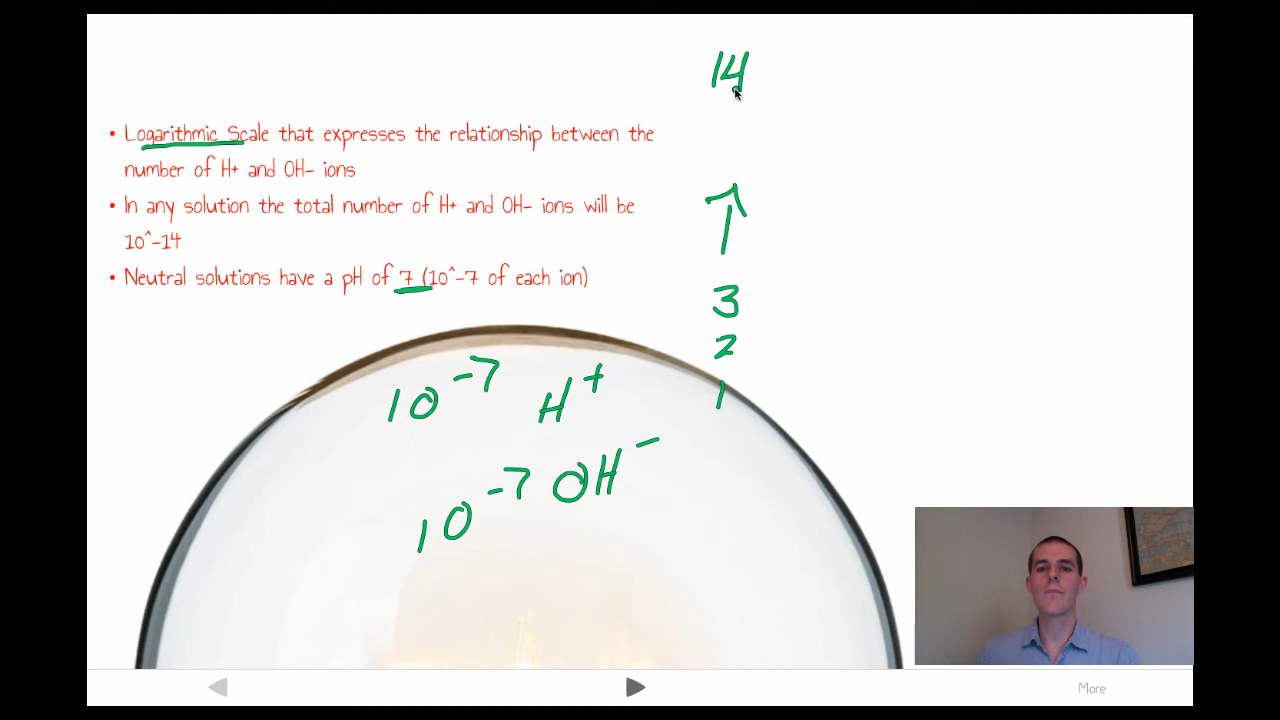 14
• Logarithmic Scale that expresses the relationship between the
number of H+ and OH- ions
• In any solution the total number of H+ and OH- ions will be
10^-14
• Neutral solutions have a pH of 7 (10^-7 of each ion)
3
2
1
10⁻⁷ H⁺
10⁻⁷ OH⁻
More